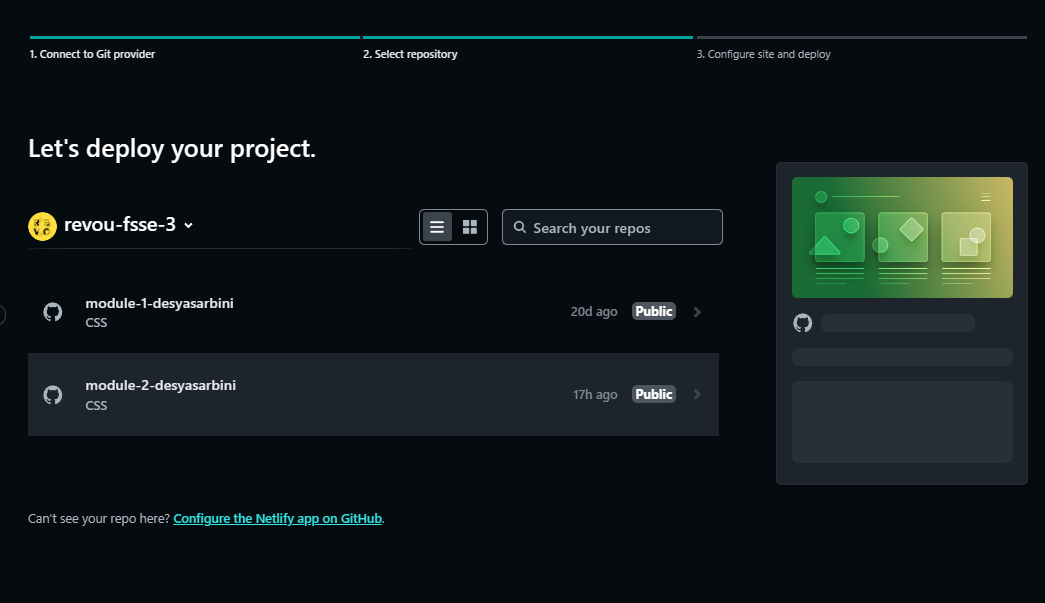 1. Connect to Git provider
2. Select repository
3. Configure site and deploy
Let's deploy your project.
revou-fsse-3
Search your repos
module-1-desyasarbini
CSS
20d ago
Public
module-2-desyasarbini
CSS
17h ago
Public
Can't see your repo here? Configure the Netlify app on GitHub.